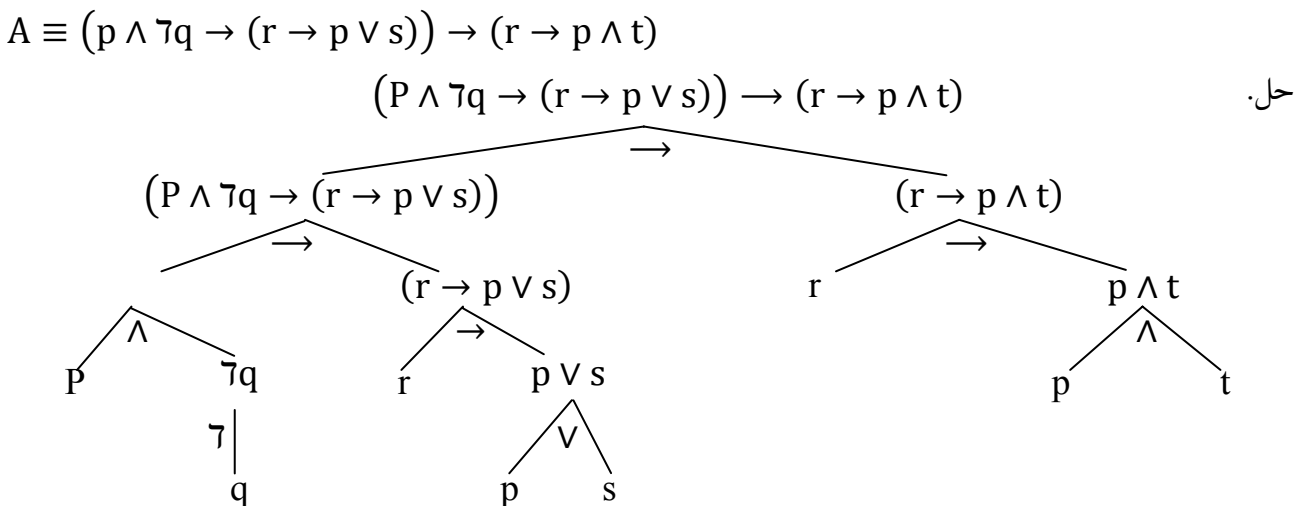 A ≡ (p ∧ ⅂q → (r → p ∨ s)) → (r → p ∧ t)
حل. (P ∧ ⅂q → (r → p ∨ s)) ⟶ (r → p ∧ t)
⟶
(P ∧ ⅂q → (r → p ∨ s)) (r → p ∧ t)
⟶ ⟶
(r → p ∨ s) r p ∧ t
∧ → ∧
P ⅂q r p ∨ s p t
⅂ ∨
q p s